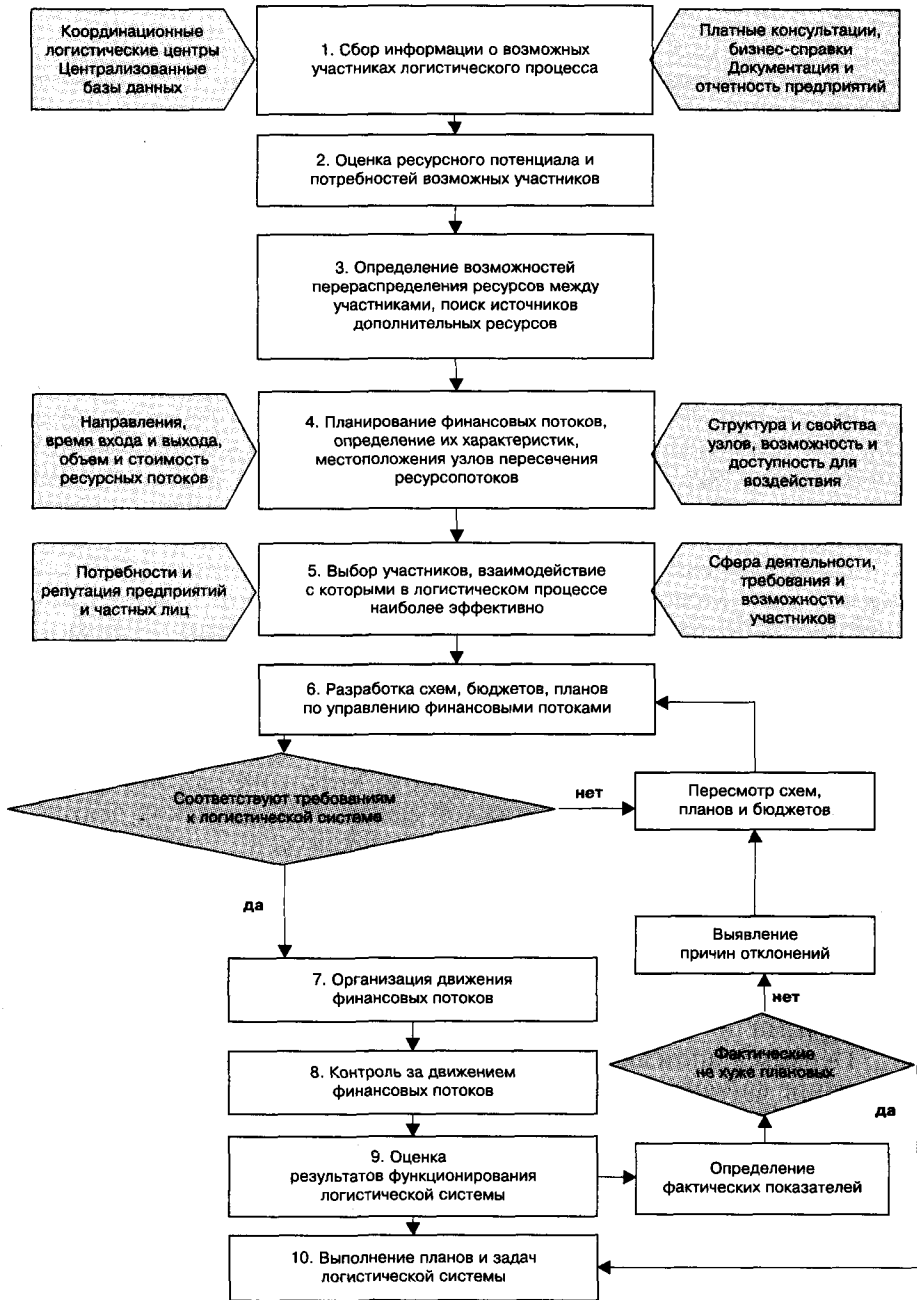 Координационные
логистические центры
Централизованные
базы данных
1. Сбор информации о возможных
участниках логистического процесса
Платные консультации,
бизнес-справки
Документация и
отчетность предприятий
2. Оценка ресурсного потенциала и
потребностей возможных участников
3. Определение возможностей
перераспределения ресурсов между
участниками, поиск источников
дополнительных ресурсов
Направления,
время входа и выхода,
объем и стоимость
ресурсных потоков
4. Планирование финансовых потоков,
определение их характеристик,
местоположения узлов пересечения
ресурсопотоков
Структура и свойства
узлов, возможность и
доступность для
воздействия
Потребности и
репутация предприятий
и частных лиц
5. Выбор участников, взаимодействие
с которыми в логистическом процессе
наиболее эффективно
Сфера деятельности,
требования и
возможности
участников
6. Разработка схем, бюджетов, планов
по управлению финансовыми потоками
Соответствуют требованиям
к логистической системе
нет
Пересмотр схем,
планов и бюджетов
да
Выявление
причин отклонений
7. Организация движения
финансовых потоков
нет
Фактические
не хуже плановых
8. Контроль за движением
финансовых потоков
да
9. Оценка
результатов функционирования
логистической системы
Определение
фактических показателей
10. Выполнение планов и задач
логистической системы